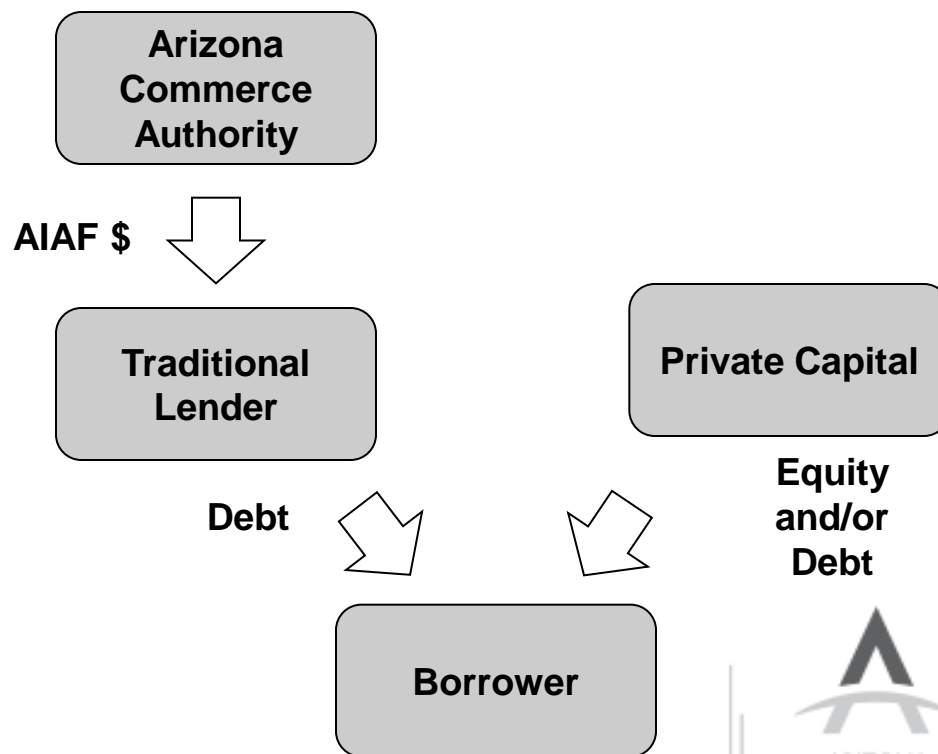 Arizona
Commerce
Authority
AIAF $
Traditional
Lender
Private Capital
Debt
Equity
and/or
Debt
Borrower